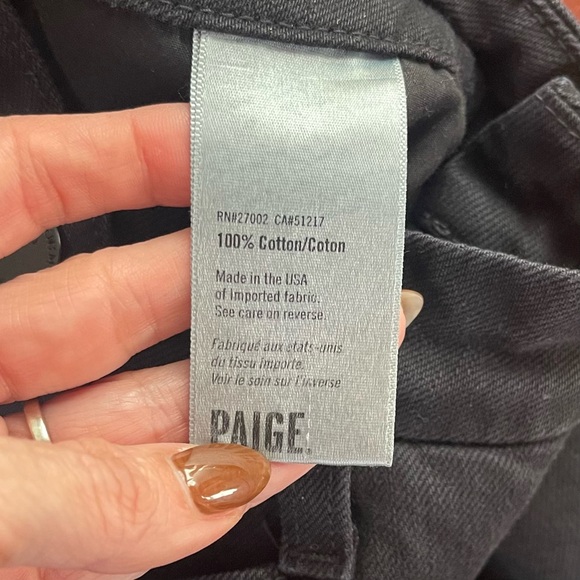 RN#27002 CA#51217
100% Cotton/Coton
Made in the USA
of imported fabric.
See care on reverse.
Fabriqué aux états-unis
du tissu importe.
Voir le soin sur l'inverse
PAIGE.